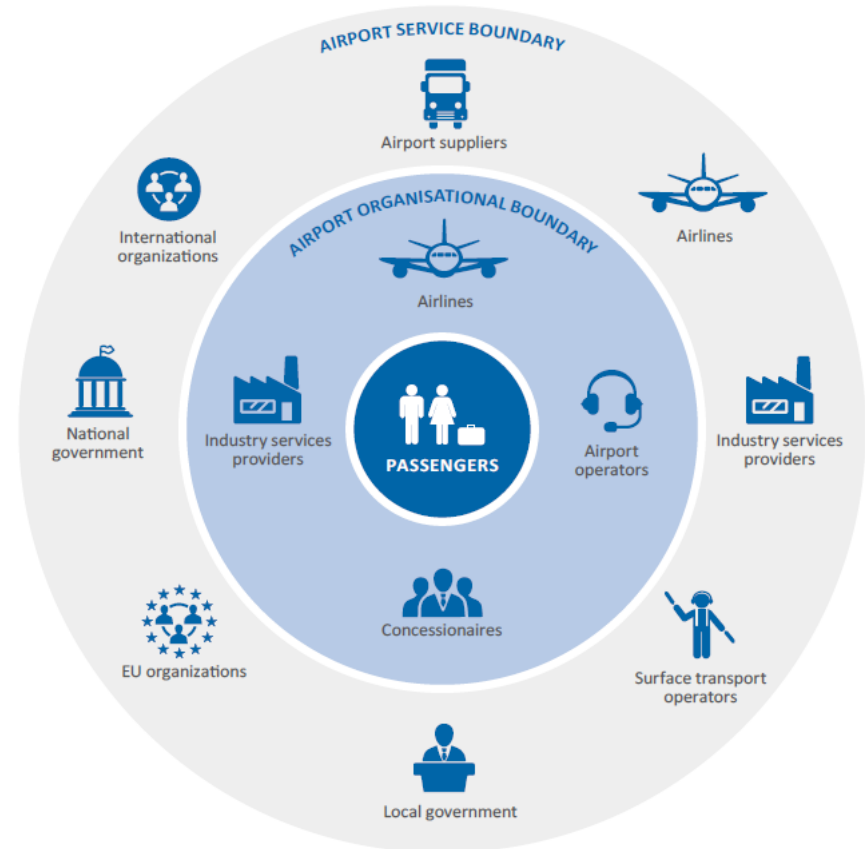 AIRPORT SERVICE BOUNDARY
Airport suppliers
International
organizations
Airlines
AIRPORT ORGANISATIONAL BOUNDARY
Airlines
National
government
Industry services
providers
PASSENGERS
Airport
operators
Industry services
providers
Concessionaires
EU organizations
Surface transport
operators
Local government